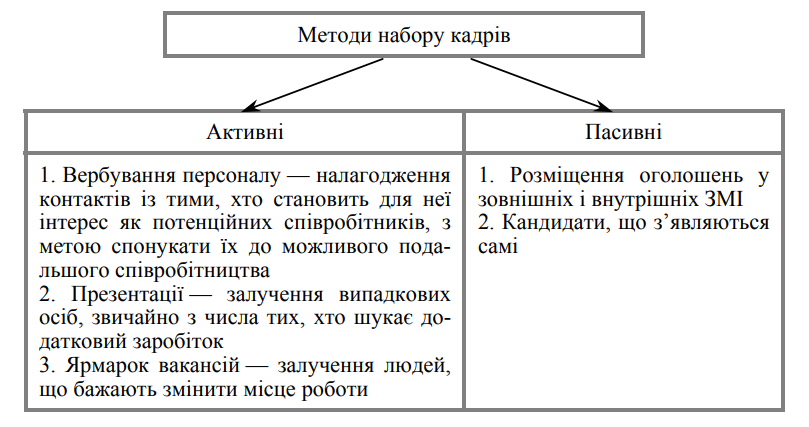 Методи набору кадрів
Активні
Пасивні
1. Вербування персоналу — налагодження
контактів із тими, хто становить для неї
інтерес як потенційних співробітників, з
метою спонукати їх до можливого пода-
льшого співробітництва
2. Презентації — залучення випадкових
осіб, звичайно з числа тих, хто шукає до-
датковий заробіток
3. Ярмарок вакансій — залучення людей,
що бажають змінити місце роботи
1. Розміщення оголошень у
зовнішніх і внутрішніх ЗМІ
2. Кандидати, що з’являються
самі